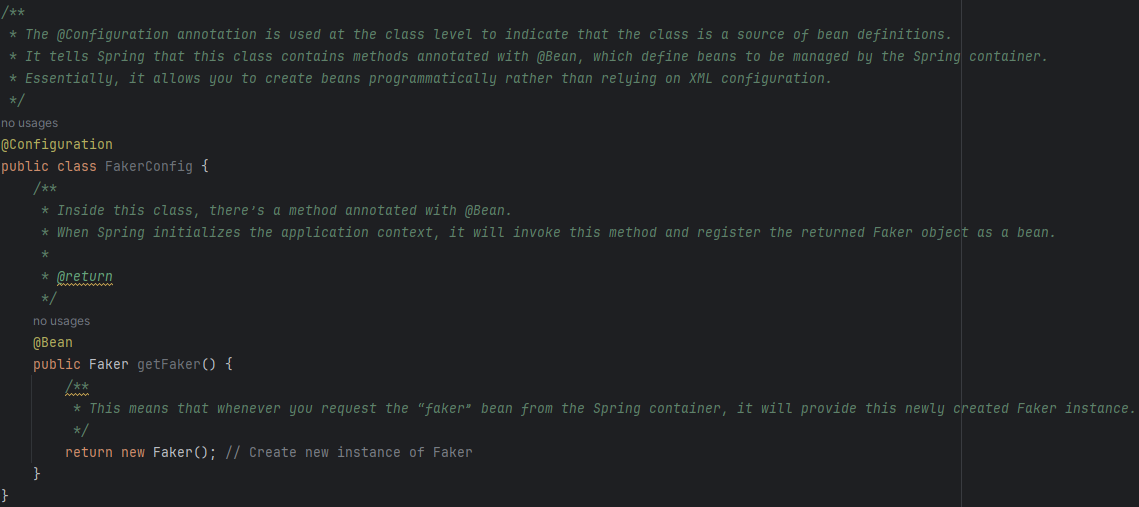 /**
 * The @Configuration annotation is used at the class level to indicate that the class is a source of bean definitions.
 * It tells Spring that this class contains methods annotated with @Bean, which define beans to be managed by the Spring container.
 * Essentially, it allows you to create beans programmatically rather than relying on XML configuration.
 */
no usages
@Configuration
public class FakerConfig {
    /**
     * Inside this class, there's a method annotated with @Bean.
     * When Spring initializes the application context, it will invoke this method and register the returned Faker object as a bean.
     *
     * @return
     */
    no usages
    @Bean
    public Faker getFaker() {
        /**
         * This means that whenever you request the “faker” bean from the Spring container, it will provide this newly created Faker instance.
         */
        return new Faker(); // Create new instance of Faker
    }
}